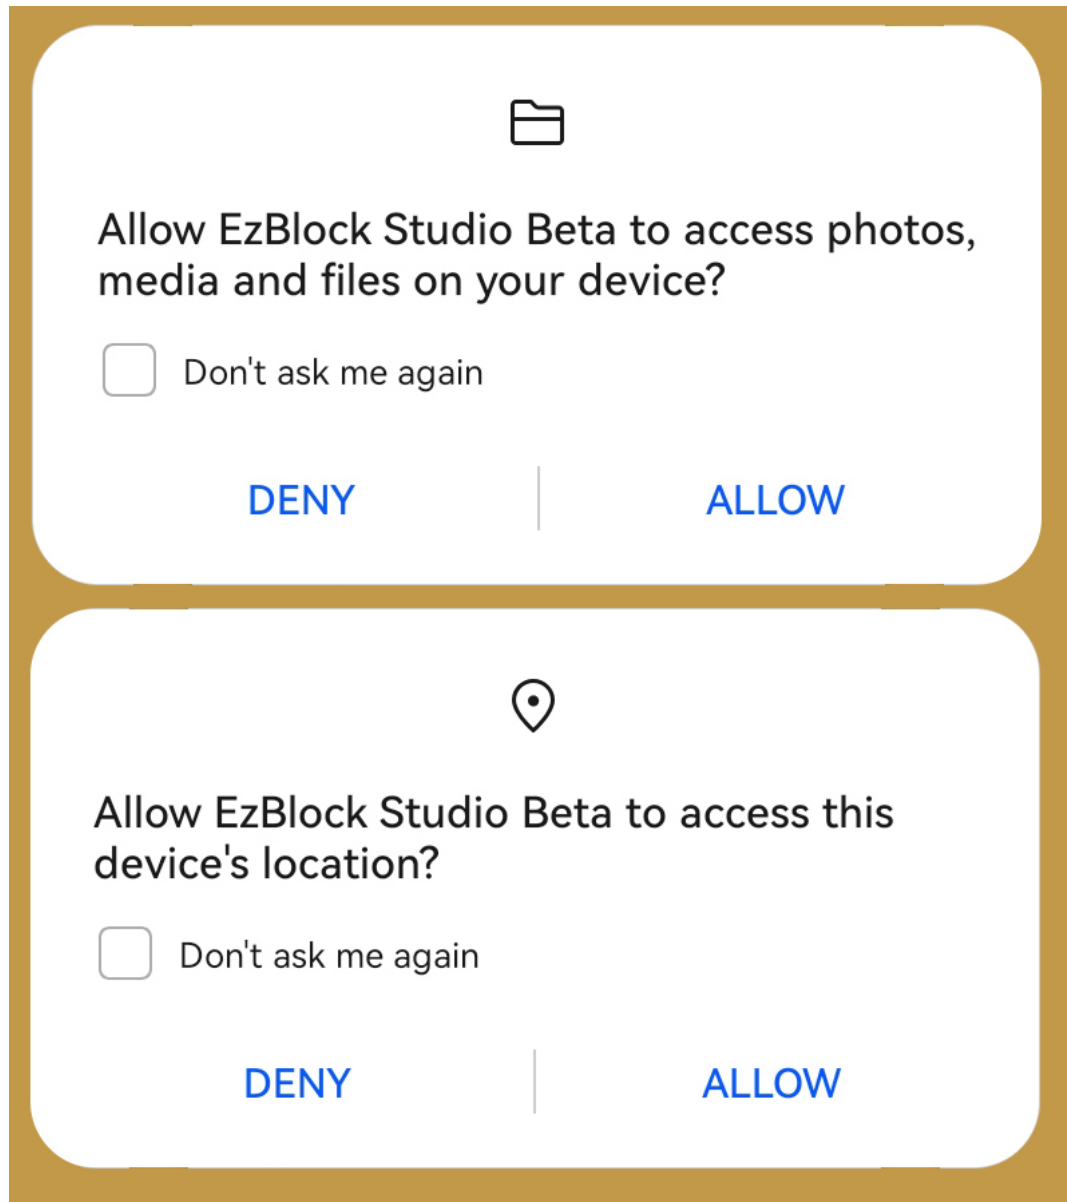 Allow EzBlock Studio Beta to access photos,
media and files on your device?
Don't ask me again
DENY
ALLOW
Allow EzBlock Studio Beta to access this
device's location?
Don't ask me again
DENY
ALLOW